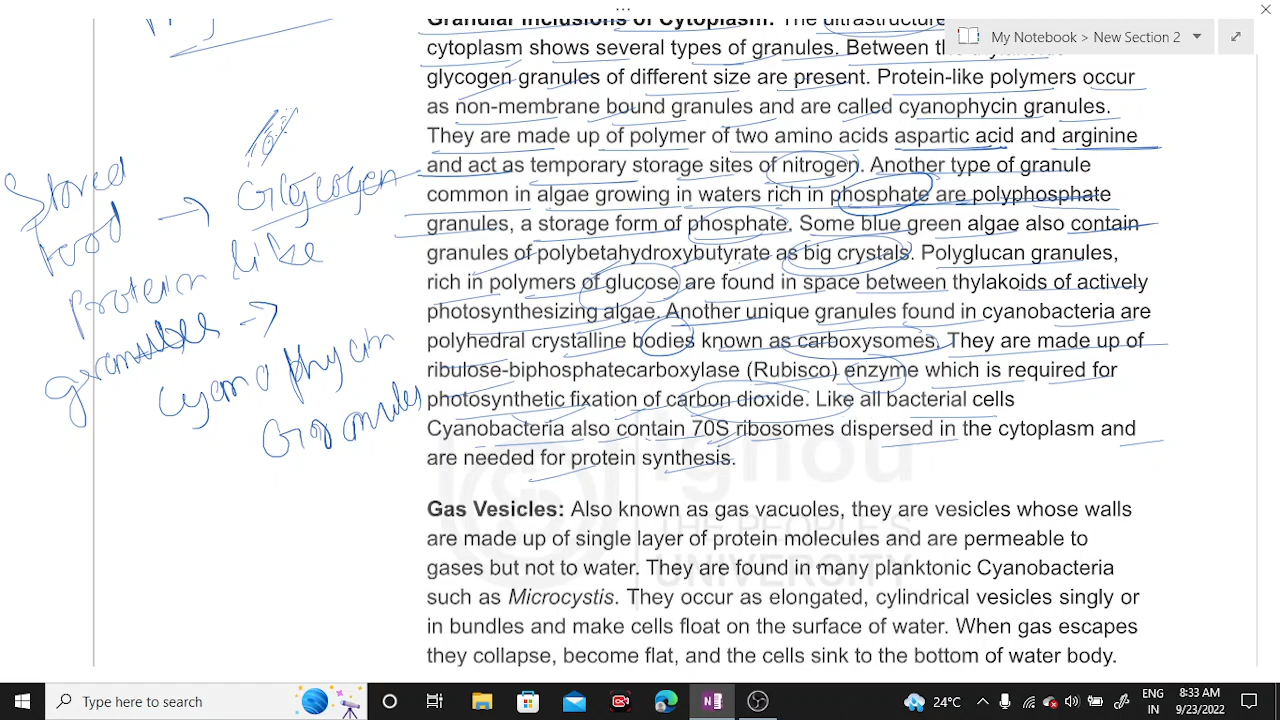 ...
My Notebook > New Section 2
Granular Inclusions of Cytoplasm: The ultrastructure
cytoplasm shows several types of granules. Between
glycogen granules of different size are present. Protein-like polymers occur
as non-membrane bound granules and are called cyanophycin granules.
They are made up of polymer of two amino acids aspartic acid and arginine
and act as temporary storage sites of nitrogen. Another type of granule
common in algae growing in waters rich in phosphate are polyphosphate
granules, a storage form of phosphate. Some blue green algae also contain
granules of polybetahydroxybutyrate as big crystals. Polyglucan granules,
rich in polymers of glucose are found in space between thylakoids of actively
photosynthesizing algae. Another unique granules found in cyanobacteria are
polyhedral crystalline bodies known as carboxysomes. They are made up of
ribulose-biphosphatecarboxylase (Rubisco) enzyme which is required for
photosynthetic fixation of carbon dioxide. Like all bacterial cells
Cyanobacteria also contain 70S ribosomes dispersed in the cytoplasm and
are needed for protein synthesis.
Gas Vesicles: Also known as gas vacuoles, they are vesicles whose walls
are made up of single layer of protein molecules and are permeable to
gases but not to water. They are found in many planktonic Cyanobacteria
such as Microcystis. They occur as elongated, cylindrical vesicles singly or
in bundles and make cells float on the surface of water. When gas escapes
they collapse, become flat, and the cells sink to the bottom of water body.
Stored
food → Glycogen
Protein like
granules →
Cyanophycin
Granules
ignou
THE PEOPLE'S
UNIVERSITY
Type here to search
24°C
ENG
IN
8:33 AM
9/23/2022